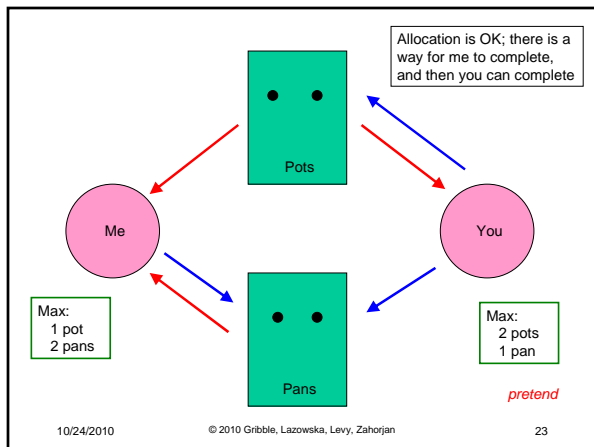 Allocation is OK; there is a
way for me to complete,
and then you can complete
Pots
Me
You
Max:
1 pot
2 pans
Pans
Max:
2 pots
1 pan
pretend
10/24/2010
© 2010 Gribble, Lazowska, Levy, Zahorjan
23